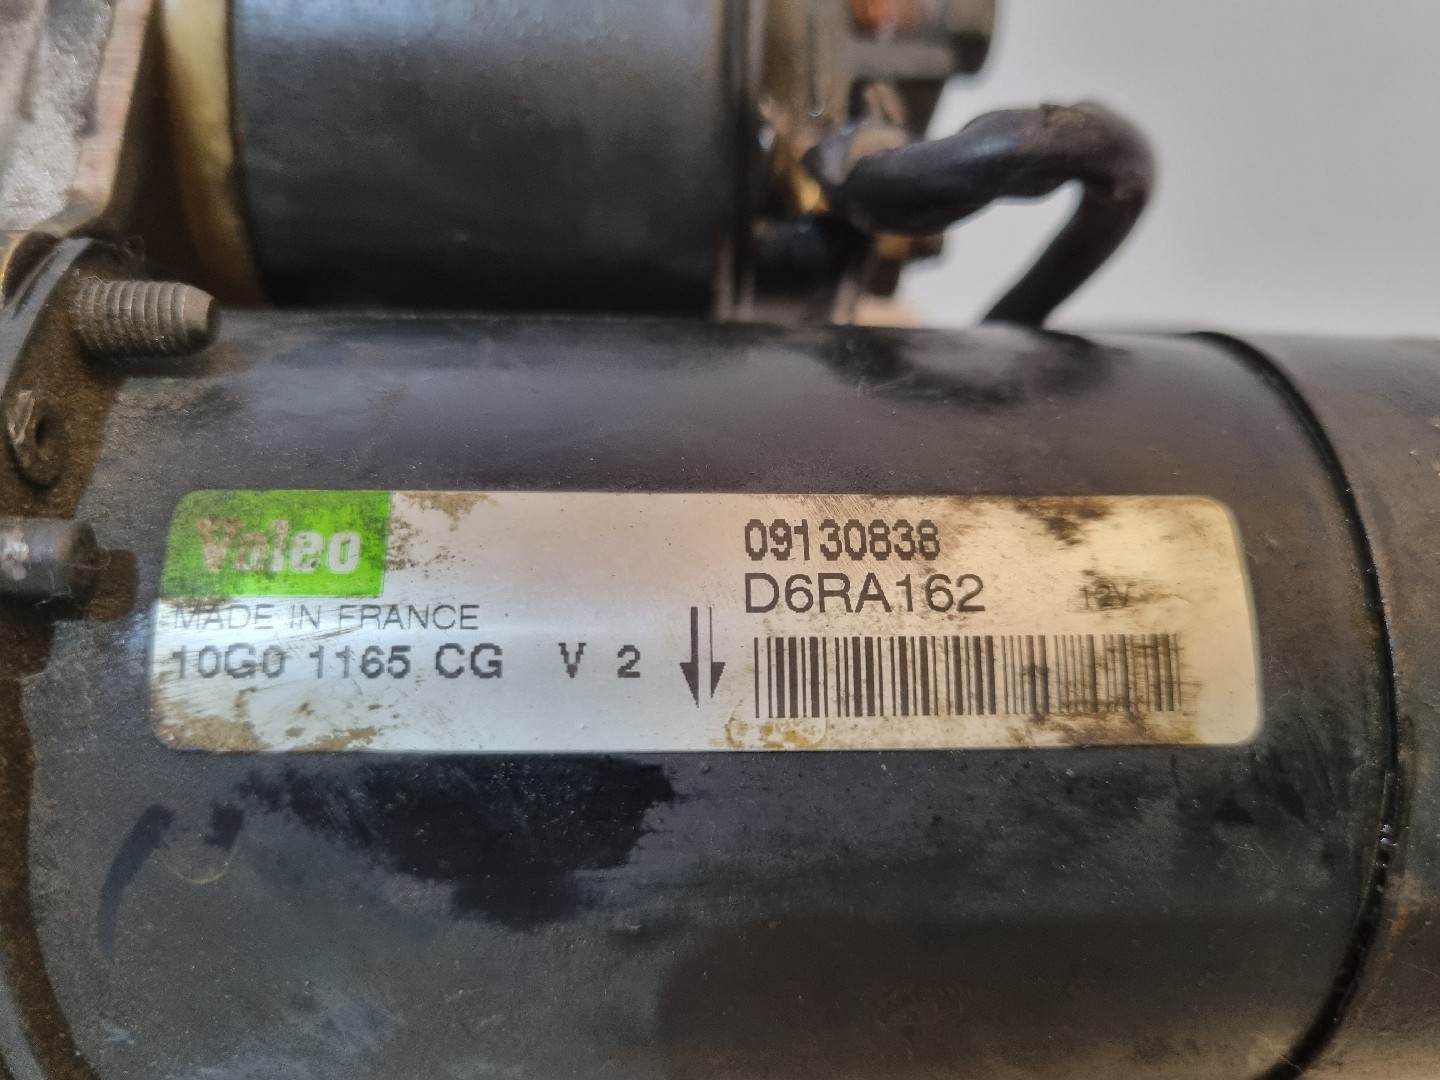 Valeo
MADE IN FRANCE
10G0 1165 CG V 2
09130838
D6RA162 12V